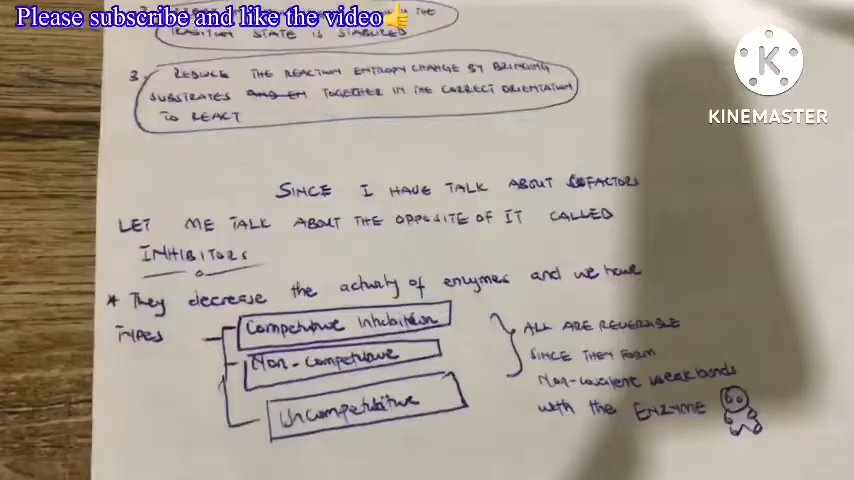 Please subscribe and like the video👍
THE
TRASITION STATE IS STABLIZED
KINEMASTER
3. REDUCE THE REACTION ENTROPY CHANGE BY BRINGING
SUBSTRATES TOGETHER IN THE CORRECT ORIENTATION
TO REACT
SINCE I HAVE TALK ABOUT COFACTORS
LET ME TALK ABOUT THE OPPOSITE OF IT CALLED
INHIBITORS
* They decrease the activity of enzymes and we have
TYPES
Competitive inhibition
Non-competitive
Uncompetitive
ALL ARE REVERSIBLE
SINCE THEY FORM
Non-covalent weak bonds
with the ENZYME